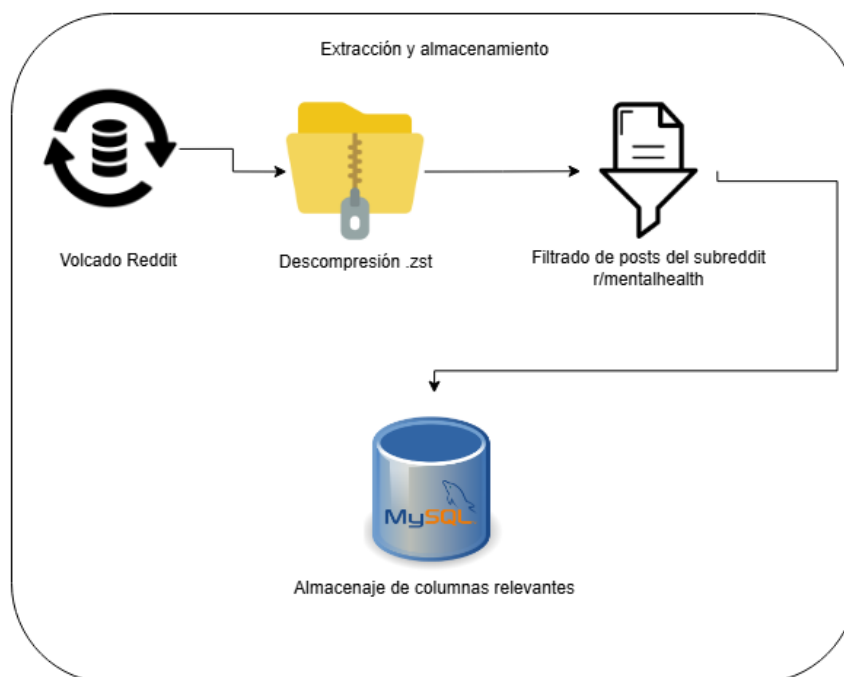 Extracción y almacenamiento
Volcado Reddit
Descompresión .zst
Filtrado de posts del subreddit
r/mentalhealth
MySQL
Almacenaje de columnas relevantes